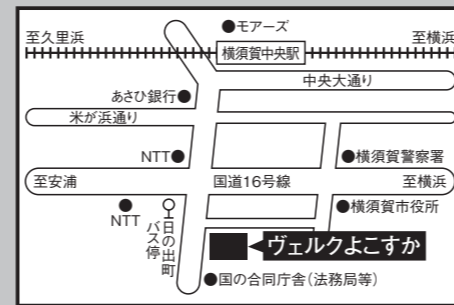 ●モアーズ
至久里浜
横須賀中央駅
至横浜
中央大通り
あさひ銀行●
米が浜通り
NTT●
●横須賀警察署
至安浦
国道16号線
至横浜
●
NTT
日の出町
バス停
●横須賀市役所
ヴェルクよこすか
●国の合同庁舎(法務局等)